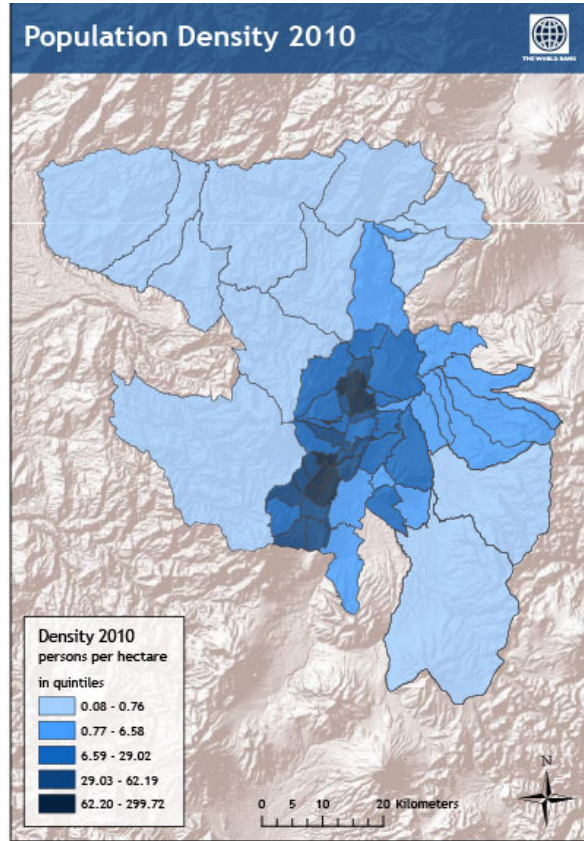 Population Density 2010
THE WORLD BANK
Density 2010
persons per hectare
in quintiles
0.08 - 0.76
0.77 - 6.58
6.59 - 29.02
29.03 - 62.19
62.20 - 299.72
N
0 5 10 20 Kilometers